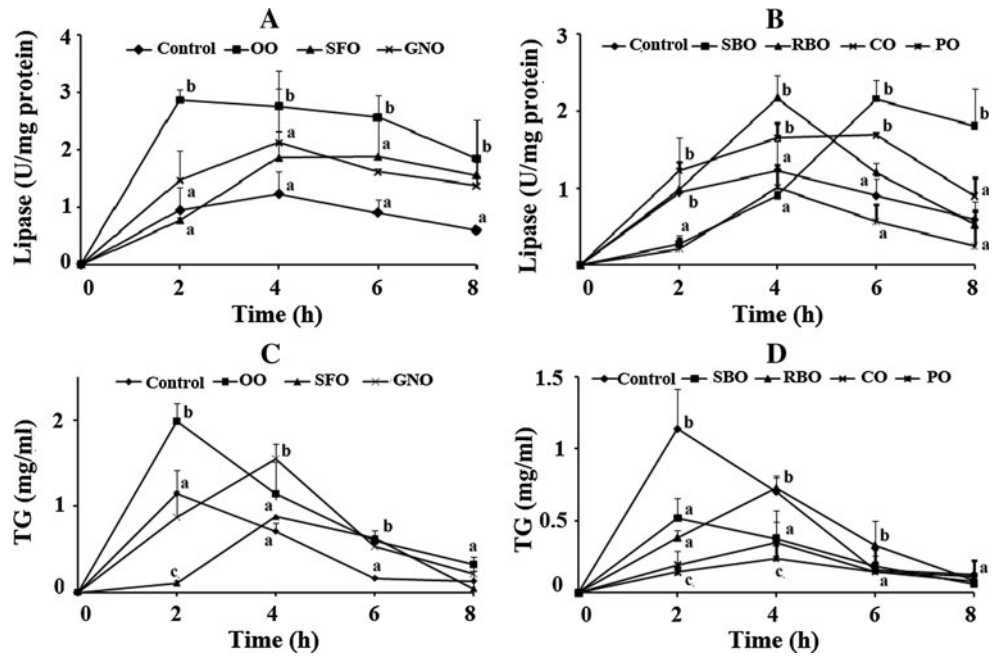 A
Control OO SFO GNO
Lipase (U/mg protein)
4
3
2
1
0
b
b
b
b
a
a
a
a
a
a
a
0 2 4 6 8
Time (h)
B
Control SBO RBO CO PO
Lipase (U/mg protein)
3
2
1
b
b
b
b
b
b
b
a
a
a
a
a
a
0 2 4 6 8
Time (h)
C
Control OO SFO GNO
TG (mg/ml)
2
1
0
b
b
b
a
a
a
a
a
c
0 2 4 6 8
Time (h)
D
Control SBO RBO CO PO
TG (mg/ml)
1.5
1
0.5
0
b
b
b
a
a
a
a
a
c
c
0 2 4 6 8
Time (h)